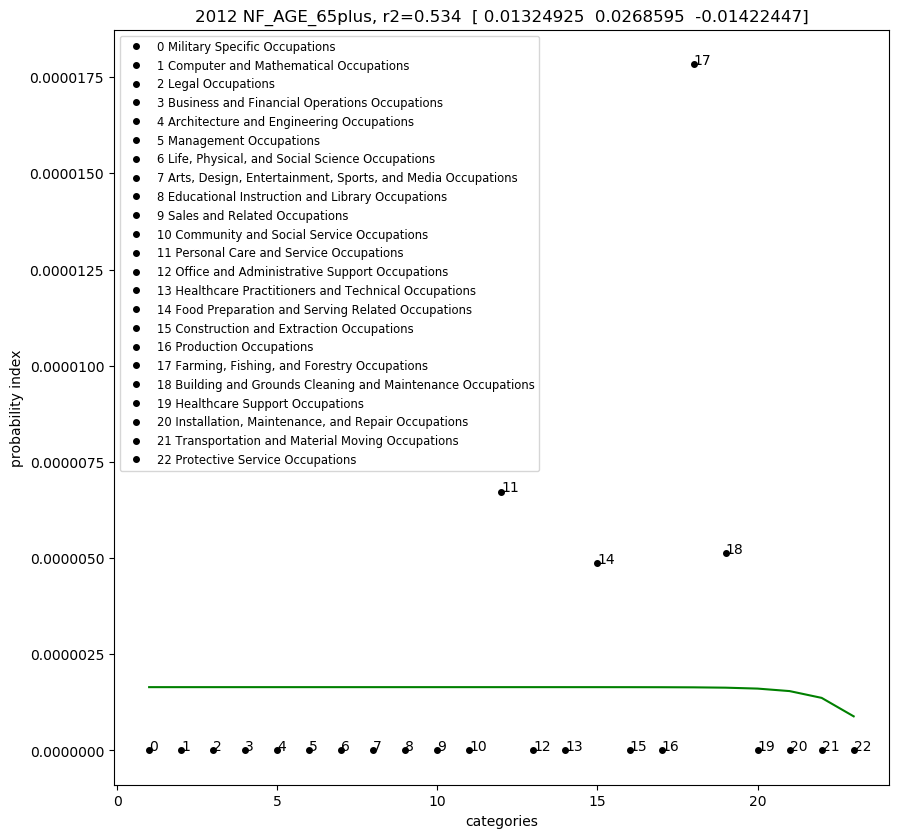 2012 NF_AGE_65plus, r2=0.534 [ 0.01324925 0.0268595 -0.01422447]
0 Military Specific Occupations
1 Computer and Mathematical Occupations
2 Legal Occupations
3 Business and Financial Operations Occupations
4 Architecture and Engineering Occupations
5 Management Occupations
6 Life, Physical, and Social Science Occupations
7 Arts, Design, Entertainment, Sports, and Media Occupations
8 Educational Instruction and Library Occupations
9 Sales and Related Occupations
10 Community and Social Service Occupations
11 Personal Care and Service Occupations
12 Office and Administrative Support Occupations
13 Healthcare Practitioners and Technical Occupations
14 Food Preparation and Serving Related Occupations
15 Construction and Extraction Occupations
16 Production Occupations
17 Farming, Fishing, and Forestry Occupations
18 Building and Grounds Cleaning and Maintenance Occupations
19 Healthcare Support Occupations
20 Installation, Maintenance, and Repair Occupations
21 Transportation and Material Moving Occupations
22 Protective Service Occupations
probability index
0.0000175
0.0000150
0.0000125
0.0000100
0.0000075
0.0000050
0.0000025
0.0000000
17
11
14
18
0 1 2 3 4 5 6 7 8 9 10 12 13 15 16 19 20 21 22
0 5 10 15 20
categories